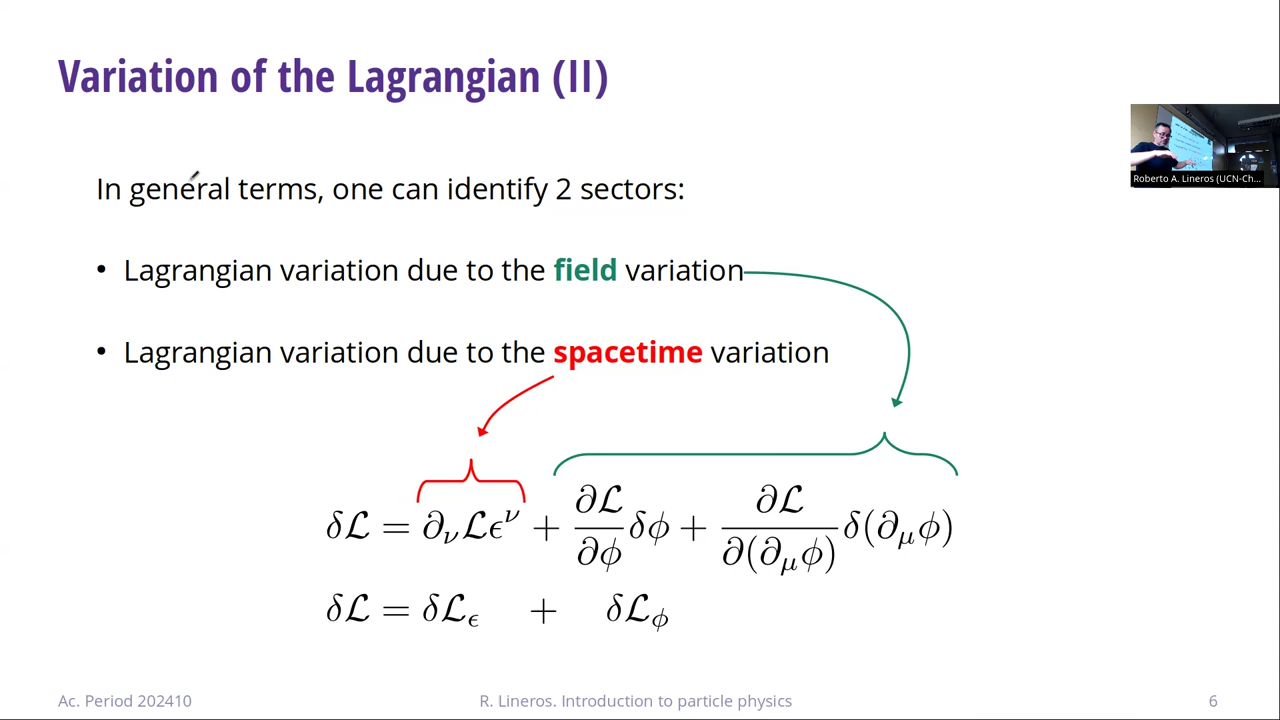 Variation of the Lagrangian (II)
In general terms, one can identify 2 sectors:
• Lagrangian variation due to the field variation
• Lagrangian variation due to the spacetime variation
δℒ = ∂_ν ℒ ε^ν + ∂ℒ/∂ϕ δϕ + ∂ℒ/∂(∂_μ ϕ) δ(∂_μ ϕ)
δℒ = δℒ_ε + δℒ_ϕ
Roberto A. Lineros (UCN-Ch...
Ac. Period 202410
R. Lineros. Introduction to particle physics
6